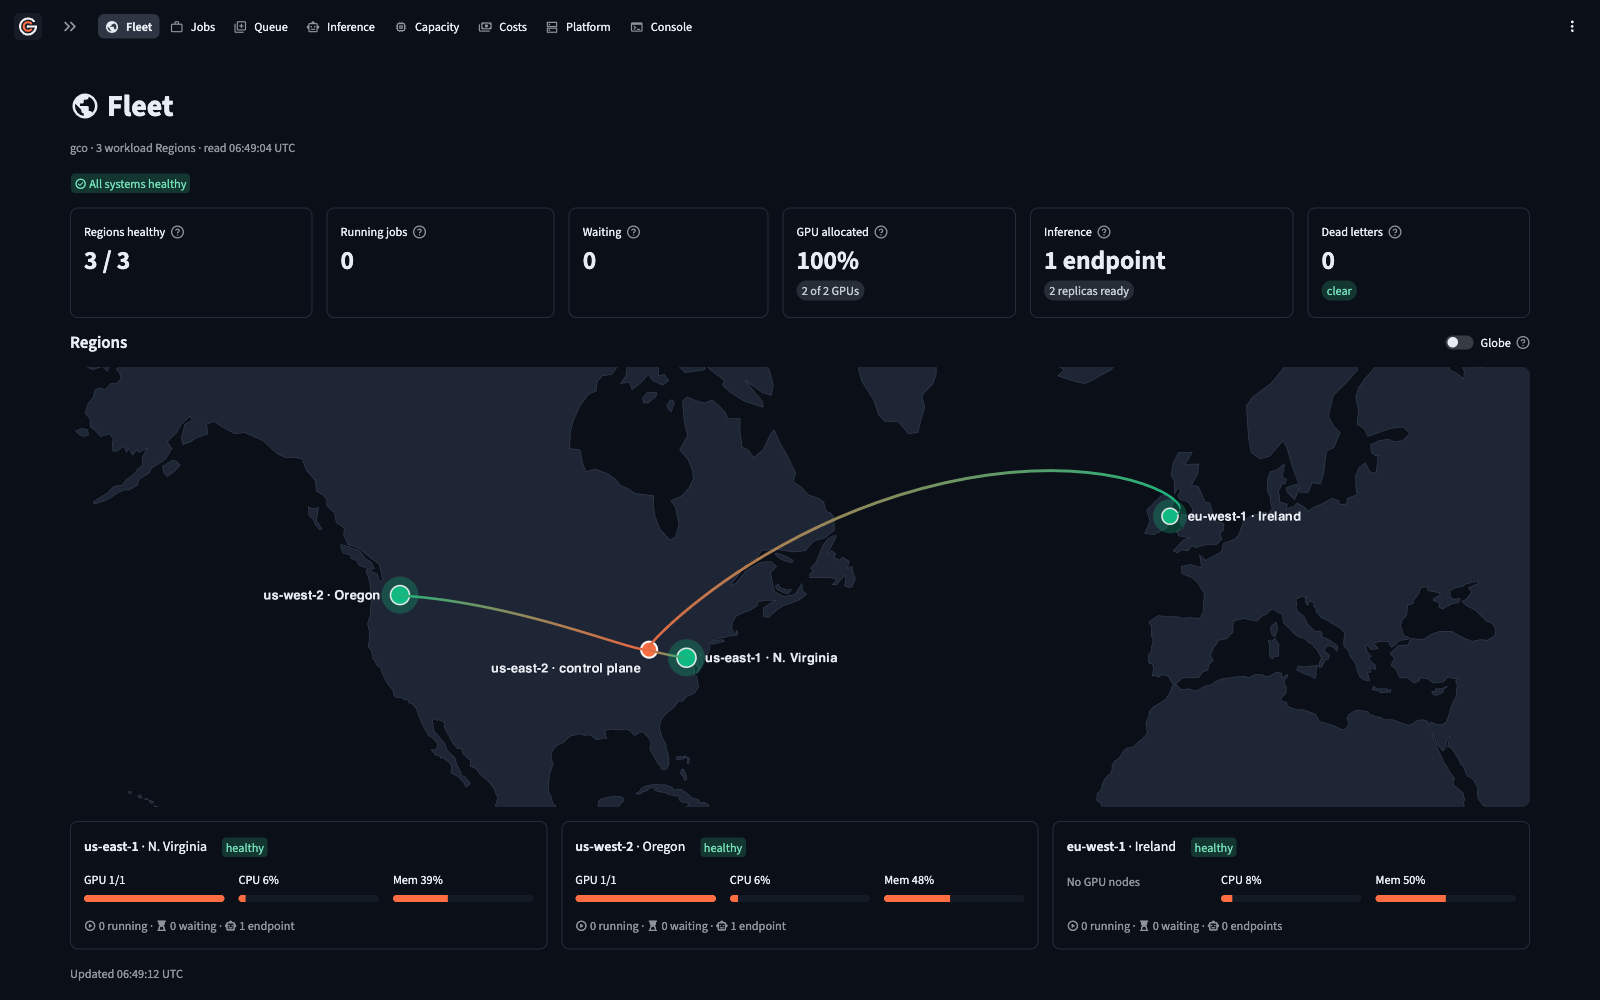 Fleet Jobs Queue Inference Capacity Costs Platform Console
Fleet
gco · 3 workload Regions · read 06:49:04 UTC
All systems healthy
Regions healthy
3 / 3
Running jobs
0
Waiting
0
GPU allocated
100%
2 of 2 GPUs
Inference
1 endpoint
2 replicas ready
Dead letters
0
clear
Regions
Globe
eu-west-1 · Ireland
us-west-2 · Oregon
us-east-2 · control plane
us-east-1 · N. Virginia
us-east-1 · N. Virginia healthy
GPU 1/1 CPU 6% Mem 39%
0 running · 0 waiting · 1 endpoint
us-west-2 · Oregon healthy
GPU 1/1 CPU 6% Mem 48%
0 running · 0 waiting · 1 endpoint
eu-west-1 · Ireland healthy
No GPU nodes CPU 8% Mem 50%
0 running · 0 waiting · 0 endpoints
Updated 06:49:12 UTC